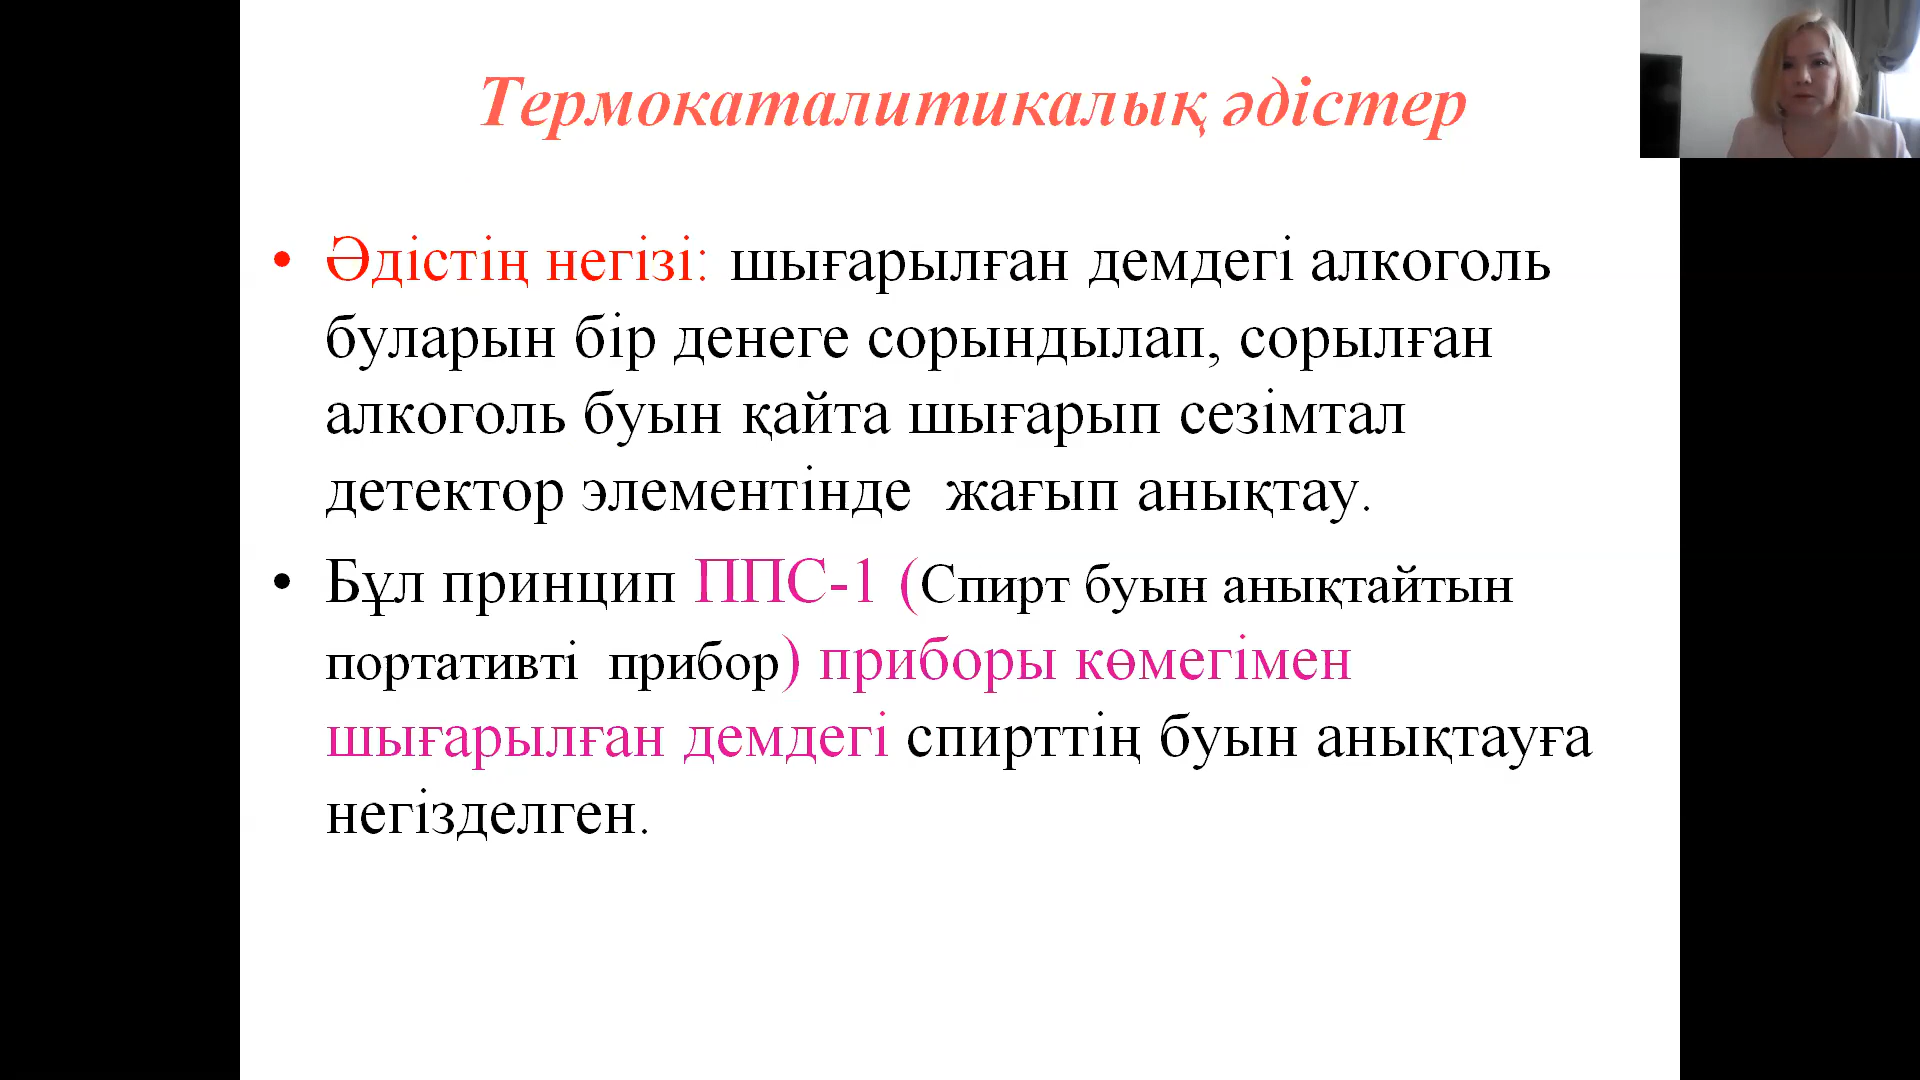 Термокаталитикалық әдістер
• Әдістің негізі: шығарылған демдегі алкоголь
буларын бір денеге сорындылап, сорылған
алкоголь буын қайта шығарып сезімтал
детектор элементінде  жағып анықтау.
• Бұл принцип ППС-1 (Спирт буын анықтайтын
портативті  прибор) приборы көмегімен
шығарылған демдегі спирттің буын анықтауға
негізделген.